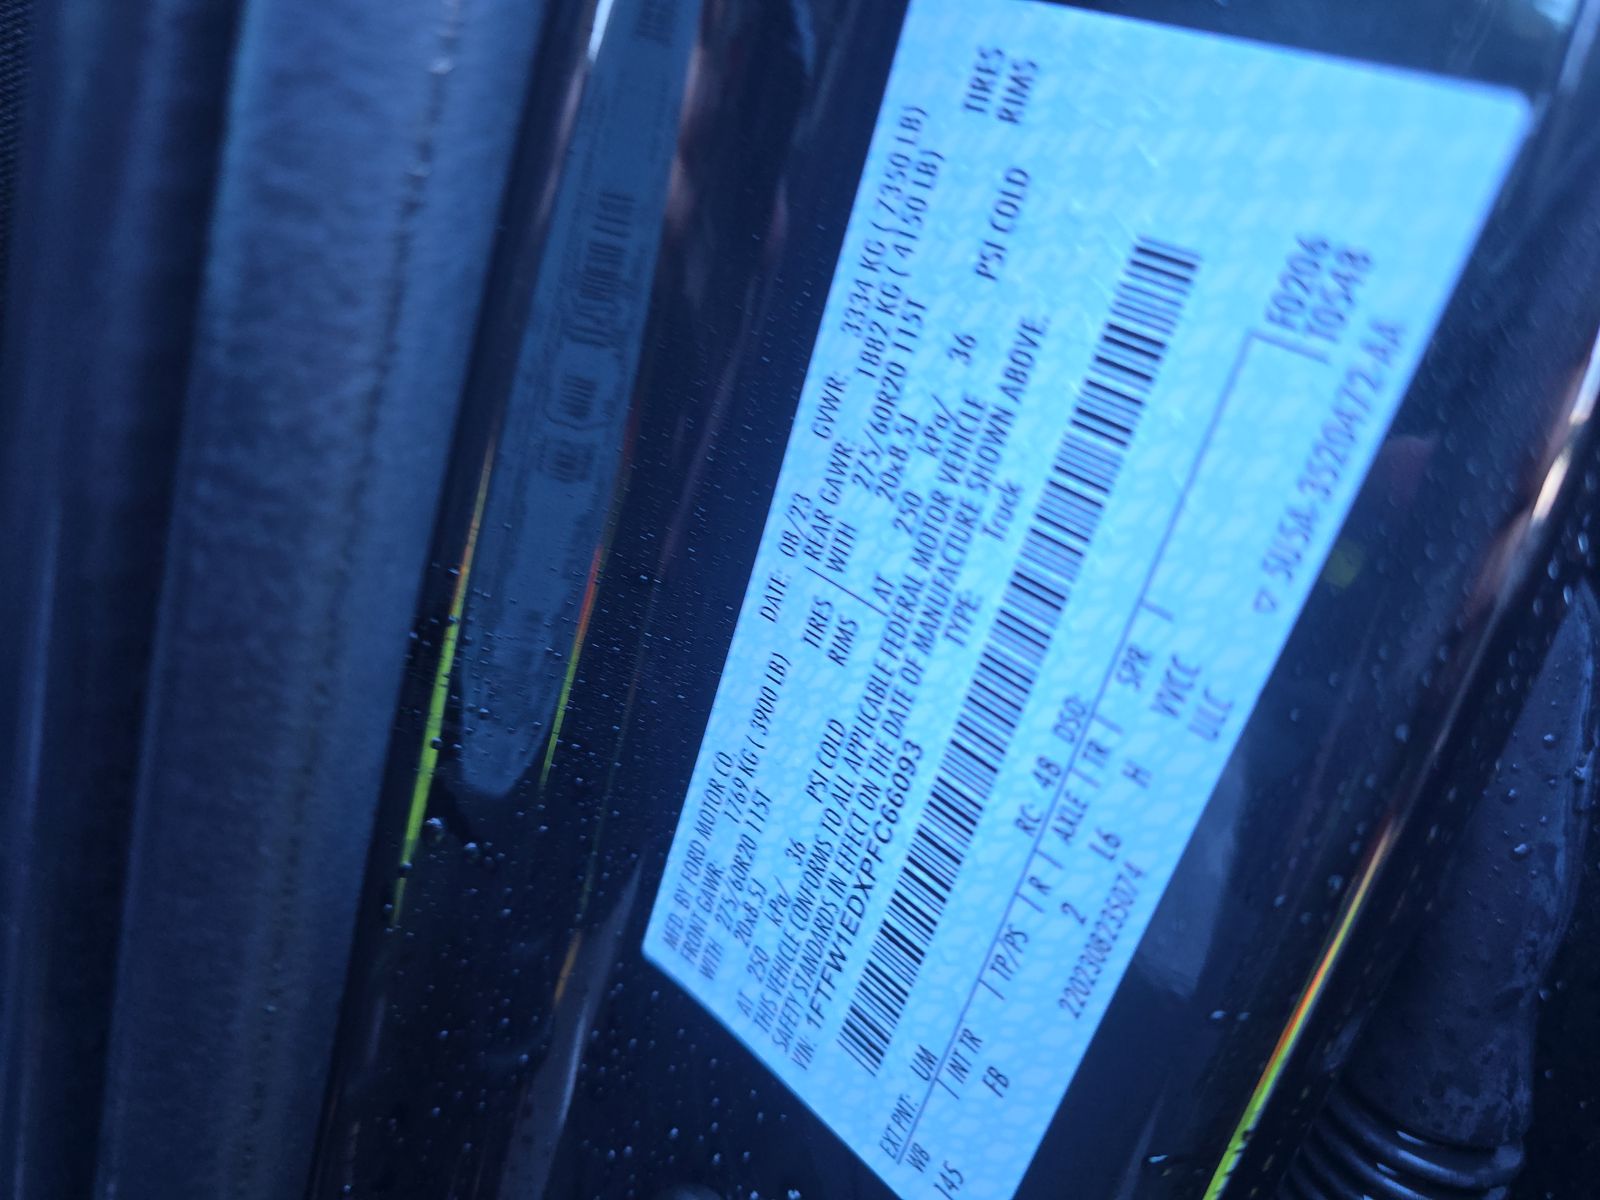 MFD. BY FORD MOTOR CO. DATE: 08/23 GVWR: 3334 KG ( 7350 LB)
FRONT GAWR: 1769 KG ( 3900 LB) REAR GAWR: 1882 KG ( 4150 LB)
WITH 275/60R20 115T TIRES WITH 275/60R20 115T TIRES
20x8.5J RIMS 20x8.5J RIMS
AT 250 kPa/ 36 PSI COLD AT 250 kPa/ 36 PSI COLD
THIS VEHICLE CONFORMS TO ALL APPLICABLE FEDERAL MOTOR VEHICLE
SAFETY STANDARDS IN EFFECT ON THE DATE OF MANUFACTURE SHOWN ABOVE.
VIN: 1FTFW1EDXPFC66093 TYPE: Truck
EXT PNT: UM RC: 48 DSO: F0206
WB INT TR TP/PS R AXLE TR SPR T0548
145 FB 2 L6 H VVCC
2202308235074 ULC
▽ 5U5A-3520472-AA